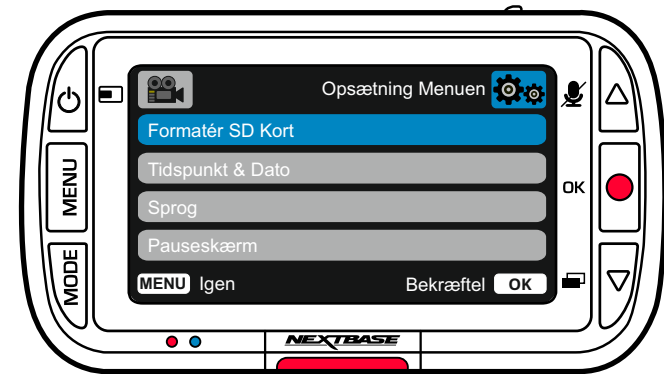 Opsætning Menuen
Formatér SD Kort
Tidspunkt & Dato
Sprog
Pauseskærm
MENU Igen Bekræftel OK
MENU
MODE
OK
NEXTBASE